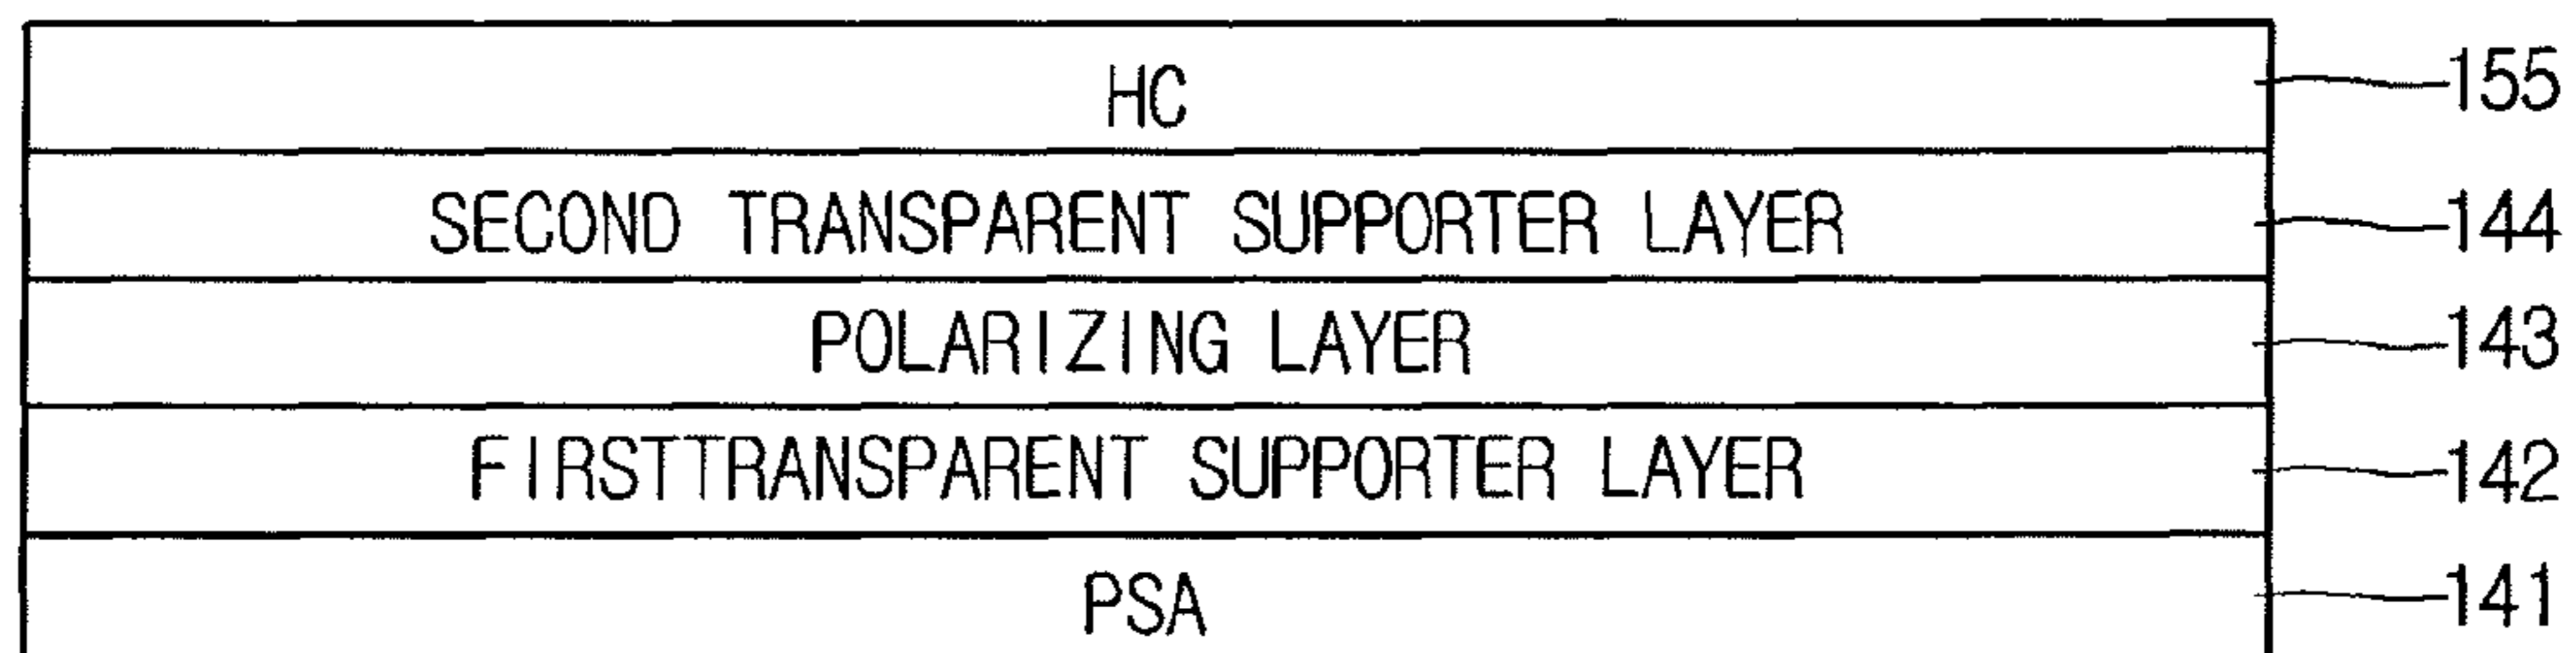 HC 155
SECOND TRANSPARENT SUPPORTER LAYER 144
POLARIZING LAYER 143
FIRSTTRANSPARENT SUPPORTER LAYER 142
PSA 141